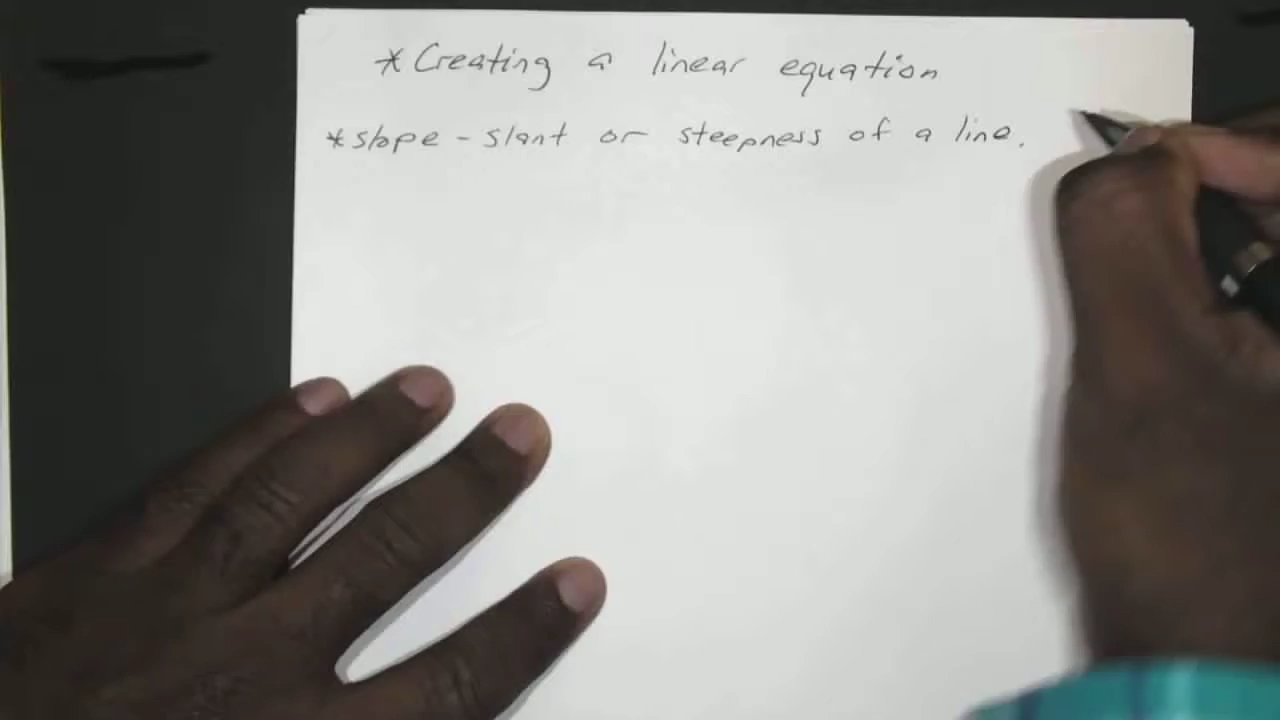 *Creating a linear equation
*slope - slant or steepness of a line.